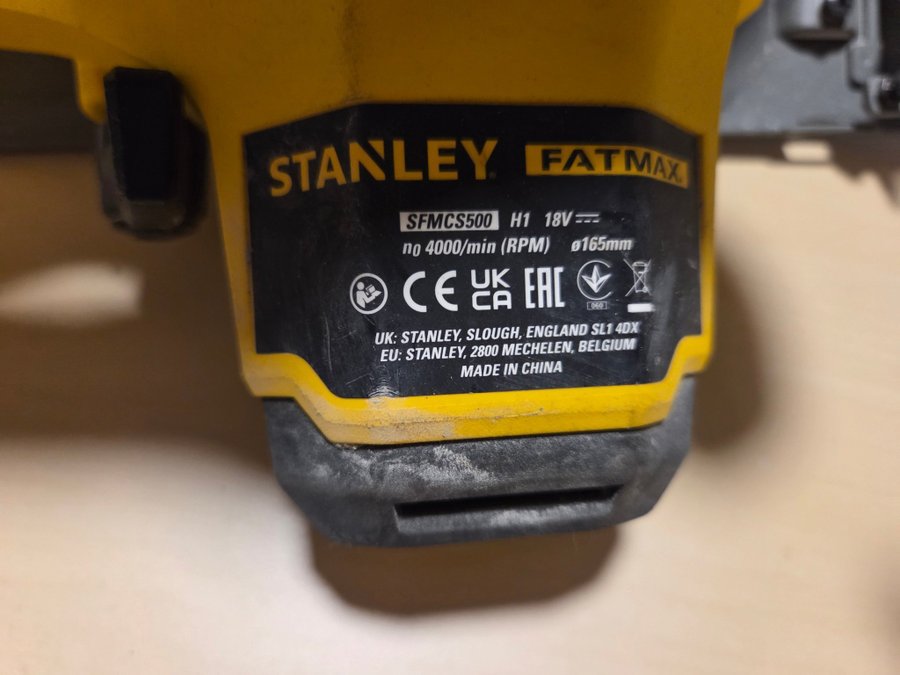 STANLEY FATMAX
SFMCS500 H1 18V
n0 4000/min (RPM) ø165mm
CE UK CA EAC 060
UK: STANLEY, SLOUGH, ENGLAND SL1 4DX
EU: STANLEY, 2800 MECHELEN, BELGIUM
MADE IN CHINA